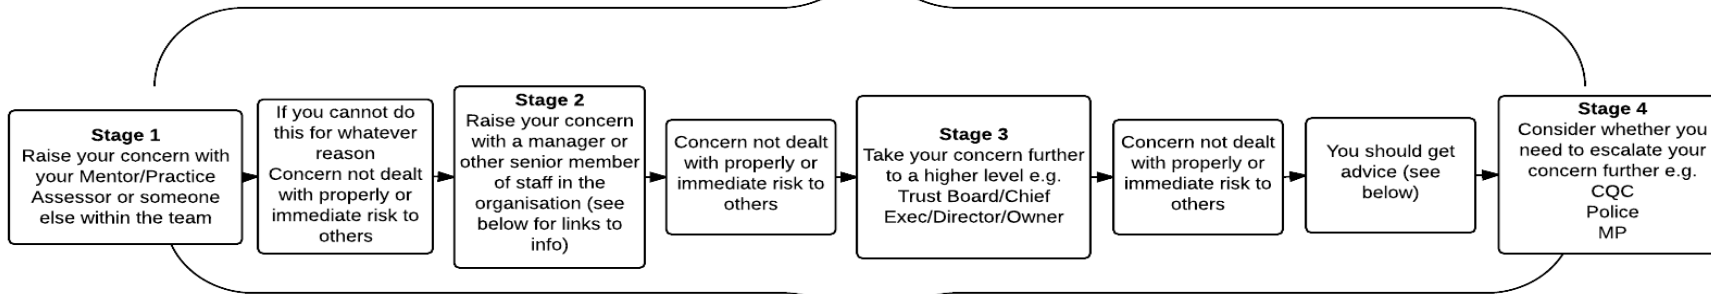 Stage 1
Raise your concern with
your Mentor/Practice
Assessor or someone
else within the team
If you cannot do
this for whatever
reason
Concern not dealt
with properly or
immediate risk to
others
Stage 2
Raise your concern
with a manager or
other senior member
of staff in the
organisation (see
below for links to
info)
Concern not dealt
with properly or
immediate risk to
others
Stage 3
Take your concern further
to a higher level e.g.
Trust Board/Chief
Exec/Director/Owner
Concern not dealt
with properly or
immediate risk to
others
You should get
advice (see
below)
Stage 4
Consider whether you
need to escalate your
concern further e.g.
CQC
Police
MP